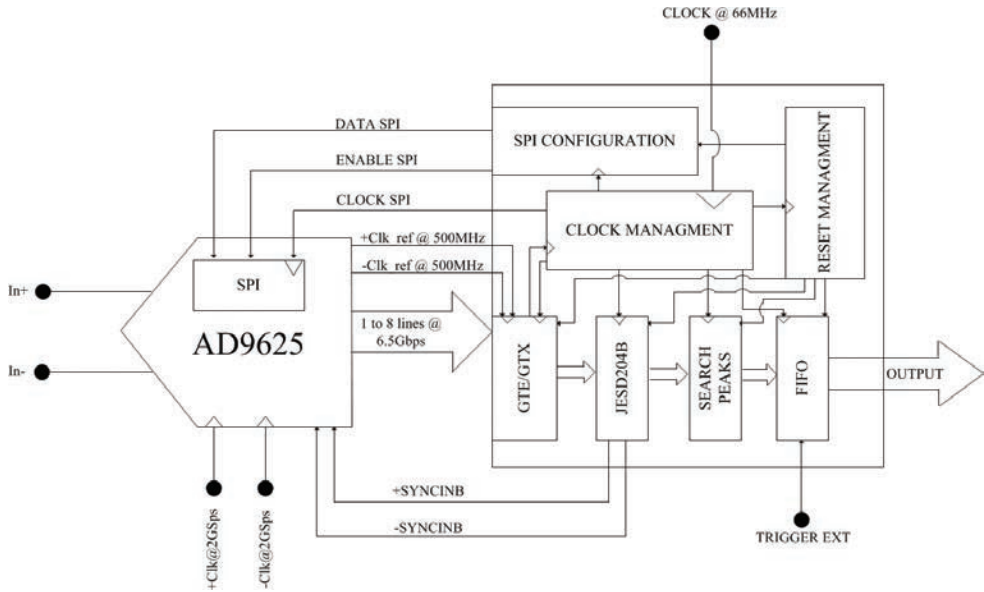 CLOCK @ 66MHz
DATA SPI
SPI CONFIGURATION
RESET MANAGMENT
ENABLE SPI
CLOCK SPI
CLOCK MANAGMENT
+Clk ref @ 500MHz
-Clk ref @ 500MHz
SPI
In+
In-
AD9625
1 to 8 lines @
6.5Gbps
GTE/GTX
JESD204B
SEARCH
PEAKS
FIFO
OUTPUT
+SYNCINB
-SYNCINB
+Clk@2GSps
-Clk@2GSps
TRIGGER EXT